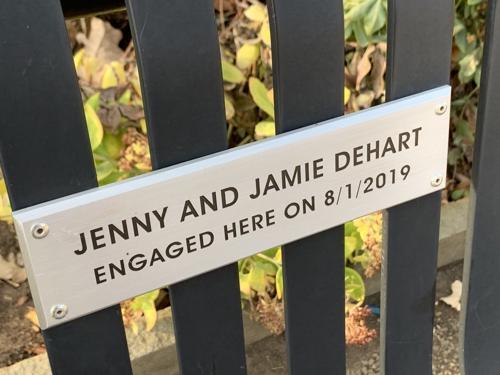 JENNY AND JAMIE DEHART
ENGAGED HERE ON 8/1/2019